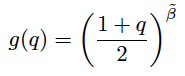 g(q) = \left( \frac{1 + q}{2} \right)^{\tilde{\beta}}